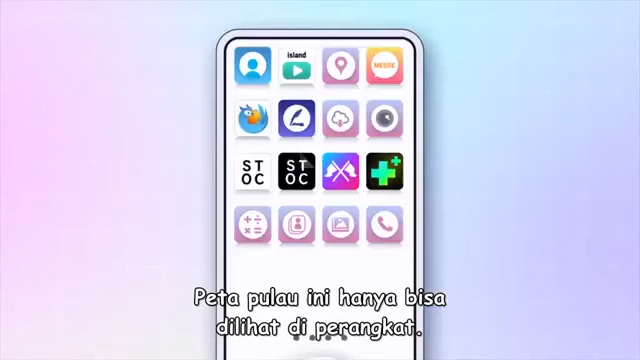 island
MESSE
ST
OC
ST
OC
Peta pulau ini hanya bisa
dilihat di perangkat.